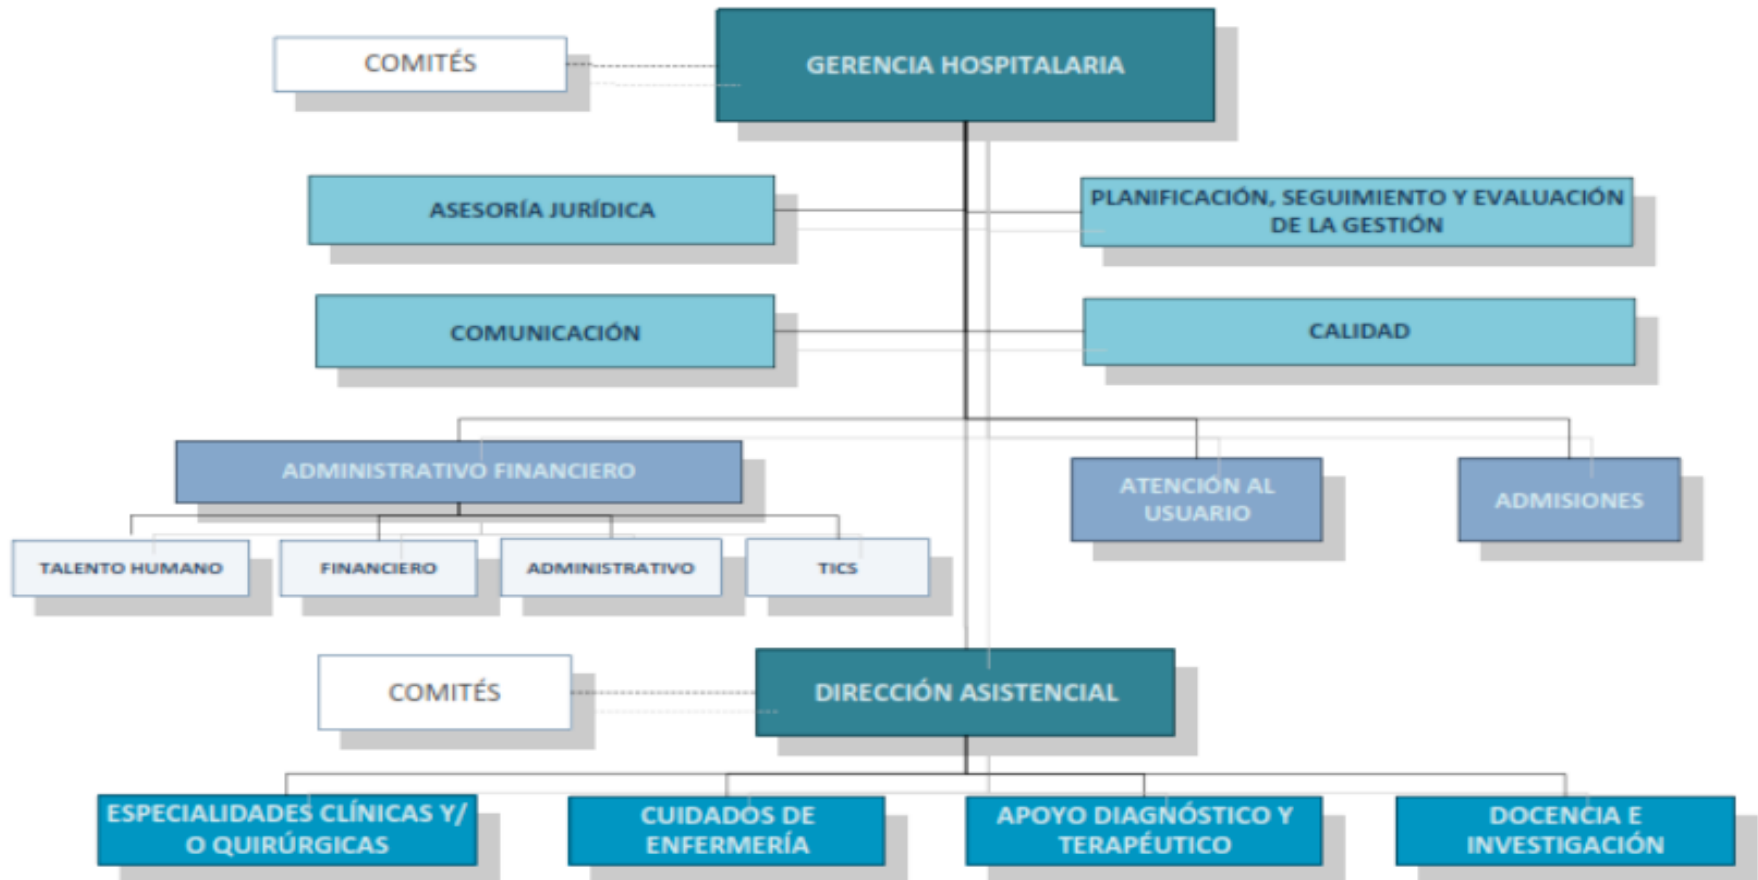 COMITÉS
GERENCIA HOSPITALARIA
ASESORÍA JURÍDICA
PLANIFICACIÓN, SEGUIMIENTO Y EVALUACIÓN
DE LA GESTIÓN
COMUNICACIÓN
CALIDAD
ADMINISTRATIVO FINANCIERO
ATENCIÓN AL
USUARIO
ADMISIONES
TALENTO HUMANO
FINANCIERO
ADMINISTRATIVO
TICS
COMITÉS
DIRECCIÓN ASISTENCIAL
ESPECIALIDADES CLÍNICAS Y/
O QUIRÚRGICAS
CUIDADOS DE
ENFERMERÍA
APOYO DIAGNÓSTICO Y
TERAPÉUTICO
DOCENCIA E
INVESTIGACIÓN